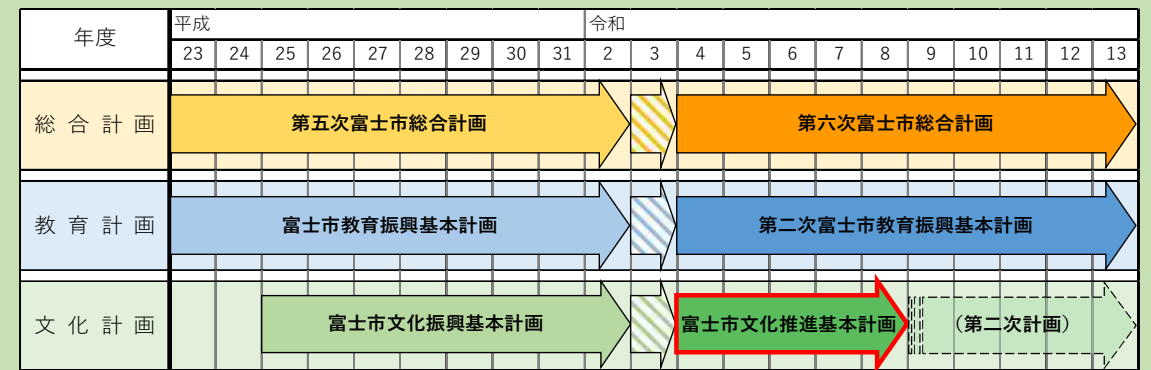 年度
平成 令和
23 24 25 26 27 28 29 30 31 2 3 4 5 6 7 8 9 10 11 12 13
総合計画 第五次富士市総合計画 第六次富士市総合計画
教育計画 富士市教育振興基本計画 第二次富士市教育振興基本計画
文化計画 富士市文化振興基本計画 富士市文化推進基本計画 (第二次計画)